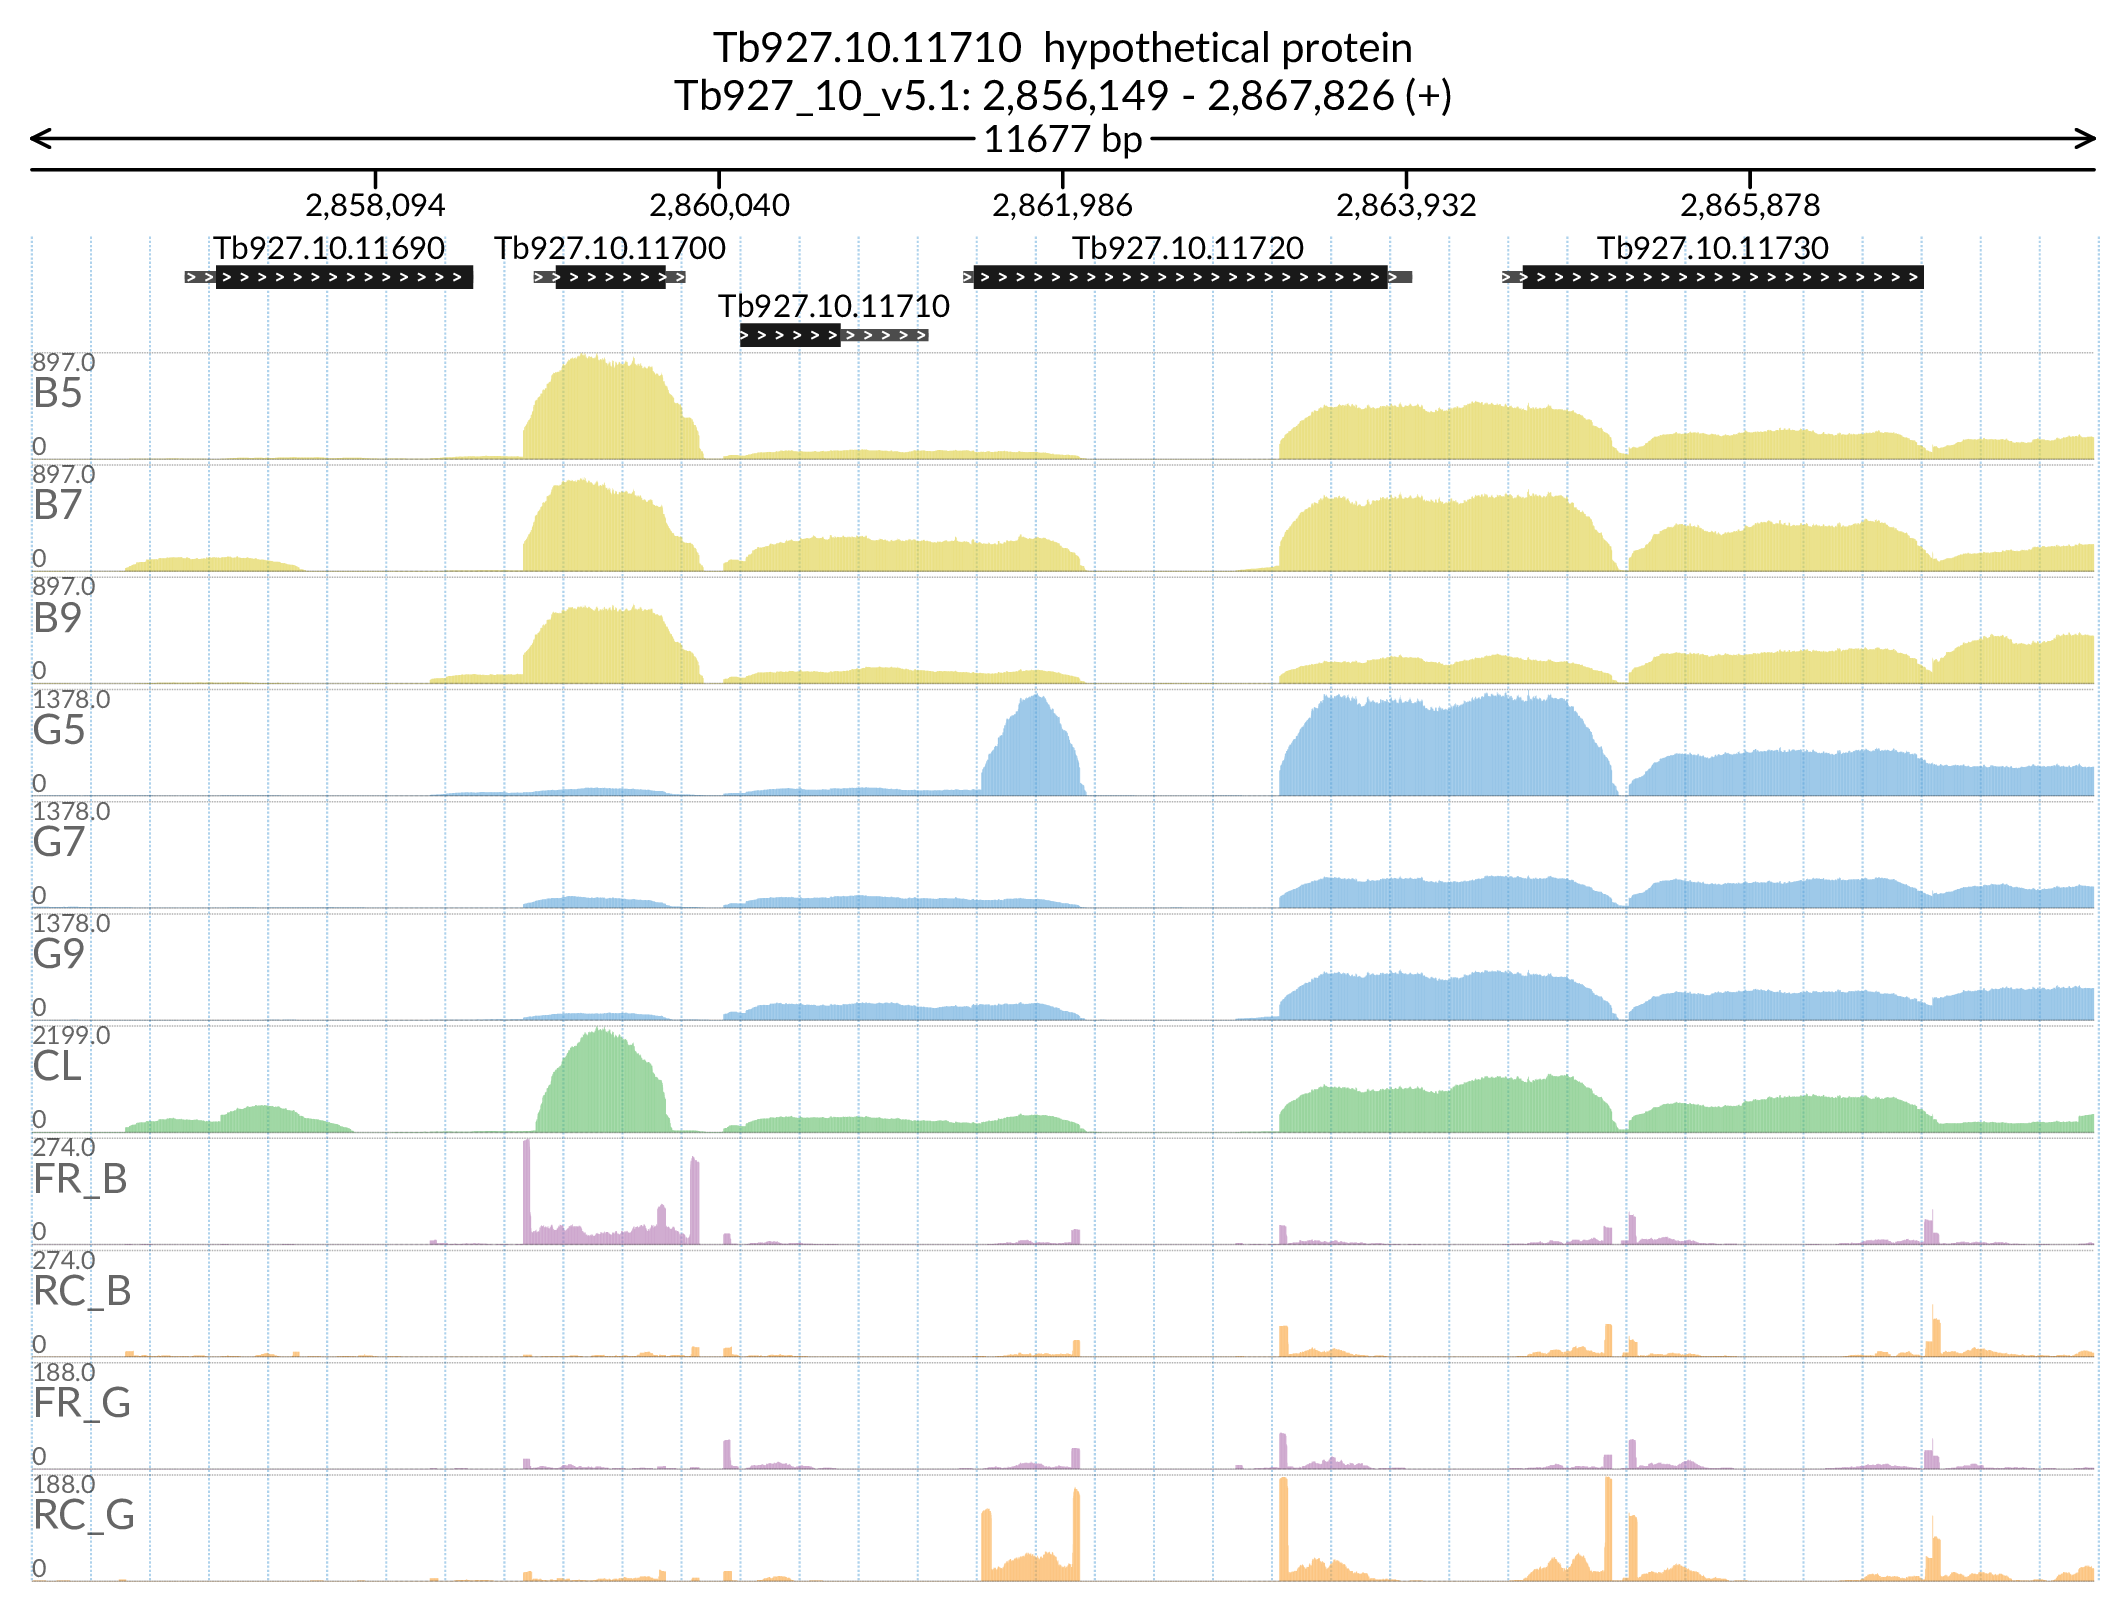 Tb927.10.11710 hypothetical protein
Tb927_10_v5.1: 2,856,149 - 2,867,826 (+)
11677 bp
2,858,094 2,860,040 2,861,986 2,863,932 2,865,878
Tb927.10.11690 Tb927.10.11700 Tb927.10.11720 Tb927.10.11730
Tb927.10.11710
897.0
B5
0
897.0
B7
0
897.0
B9
0
1378.0
G5
0
1378.0
G7
0
1378.0
G9
0
2199.0
CL
0
274.0
FR_B
0
274.0
RC_B
0
188.0
FR_G
0
188.0
RC_G
0